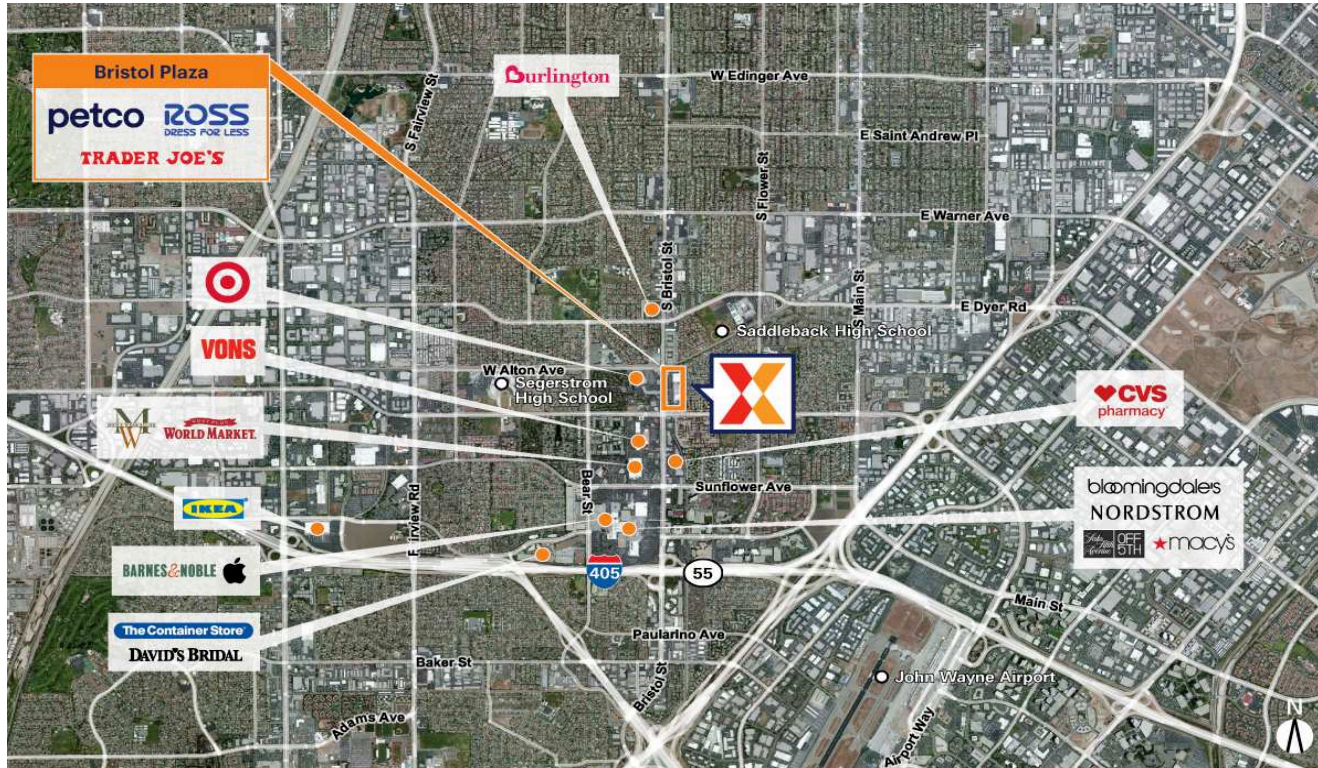 Bristol Plaza
petco ROSS
DRESS FOR LESS
TRADER JOE'S
Burlington
W Edinger Ave
S Fairview St
E Saint Andrew Pl
S Flower St
E Warner Ave
S Bristol St
S Main St
E Dyer Rd
Saddleback High School
VONS
W Alton Ave
Segerstrom
High School
CVS
pharmacy
MW
WORLD MARKET.
Bear St
Sunflower Ave
bloomingdale's
NORDSTROM
Saks Fifth Avenue OFF 5TH macy's
IKEA
Fairview Rd
BARNES & NOBLE
405
55
The Container Store
DAVID'S BRIDAL
Main St
Paularino Ave
Baker St
Bristol St
John Wayne Airport
Adams Ave
Airport Way
N